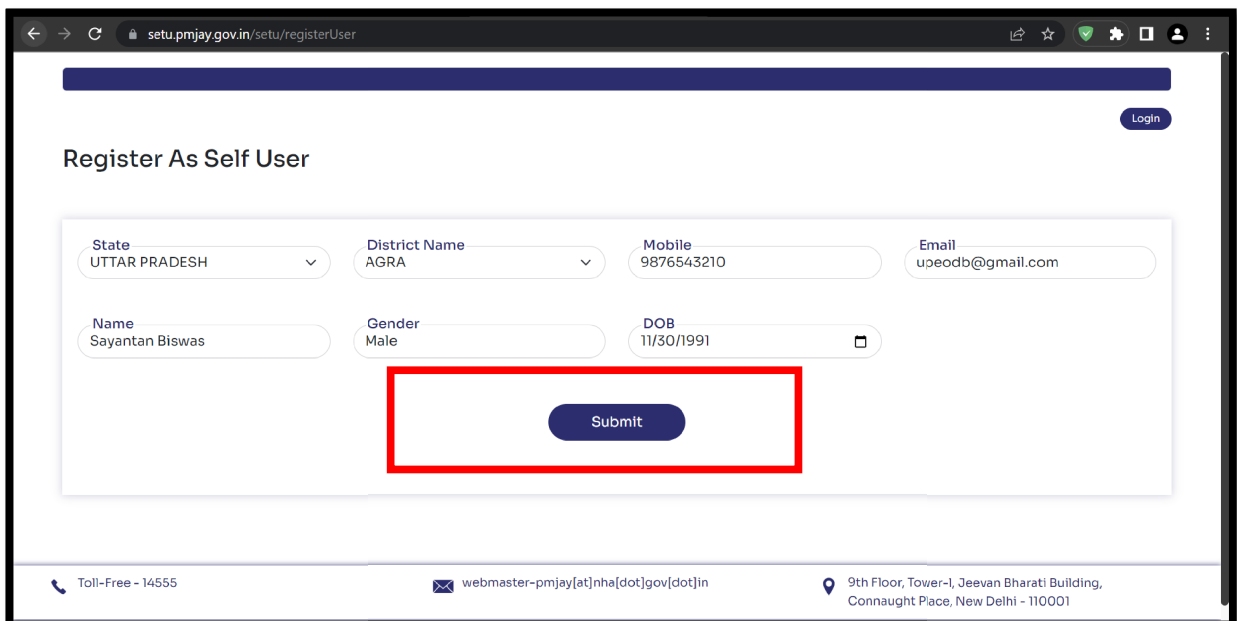 setu.pmjay.gov.in/setu/registerUser
Login
Register As Self User
State
UTTAR PRADESH
District Name
AGRA
Mobile
9876543210
Email
upeodb@gmail.com
Name
Sayantan Biswas
Gender
Male
DOB
11/30/1991
Submit
Toll-Free - 14555
webmaster-pmjay[at]nha[dot]gov[dot]in
9th Floor, Tower-l, Jeevan Bharati Building,
Connaught Place, New Delhi - 110001